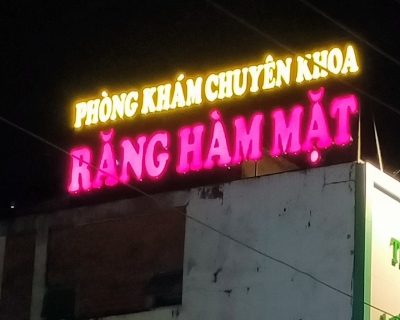 PHÒNG KHÁM CHUYÊN KHOA
RĂNG HÀM MẶT